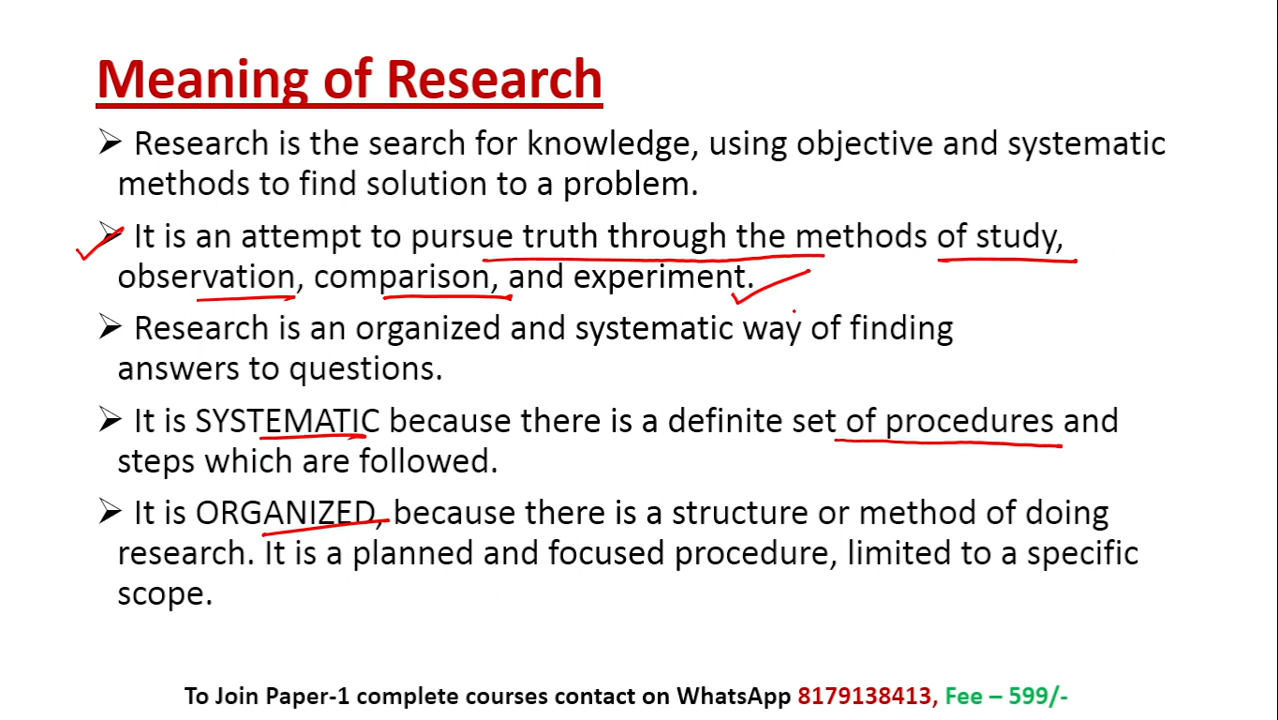 Meaning of Research
➢ Research is the search for knowledge, using objective and systematic
methods to find solution to a problem.
➢ It is an attempt to pursue truth through the methods of study,
observation, comparison, and experiment.
➢ Research is an organized and systematic way of finding
answers to questions.
➢ It is SYSTEMATIC because there is a definite set of procedures and
steps which are followed.
➢ It is ORGANIZED, because there is a structure or method of doing
research. It is a planned and focused procedure, limited to a specific
scope.
To Join Paper-1 complete courses contact on WhatsApp 8179138413, Fee – 599/-